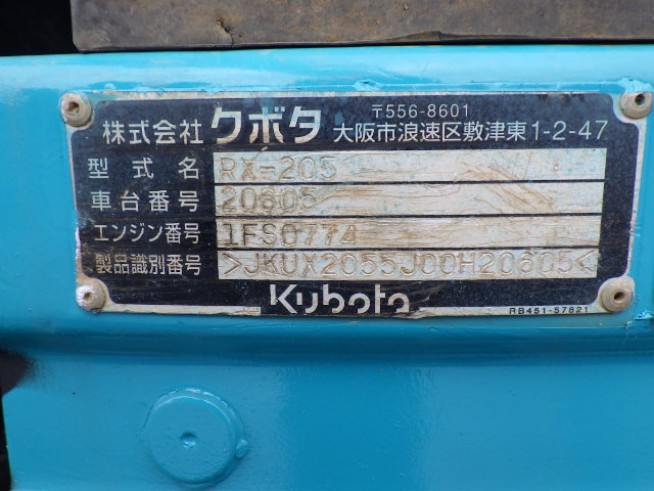 〒556-8601
株式会社 クボタ 大阪市浪速区敷津東1-2-47
型式名 RX-205
車台番号 20605
エンジン番号 1FS0774
製品識別番号 >JKUX2055J00H20605<
Kubota
RB451-57821